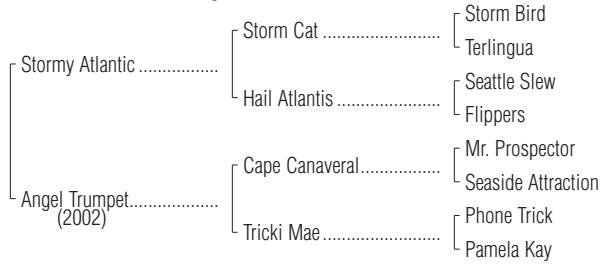 Storm Bird
Storm Cat ........................
Terlingua
Stormy Atlantic ................
Seattle Slew
Hail Atlantis .....................
Flippers
Mr. Prospector
Cape Canaveral................
Seaside Attraction
Angel Trumpet.................
(2002)
Phone Trick
Tricki Mae ........................
Pamela Kay